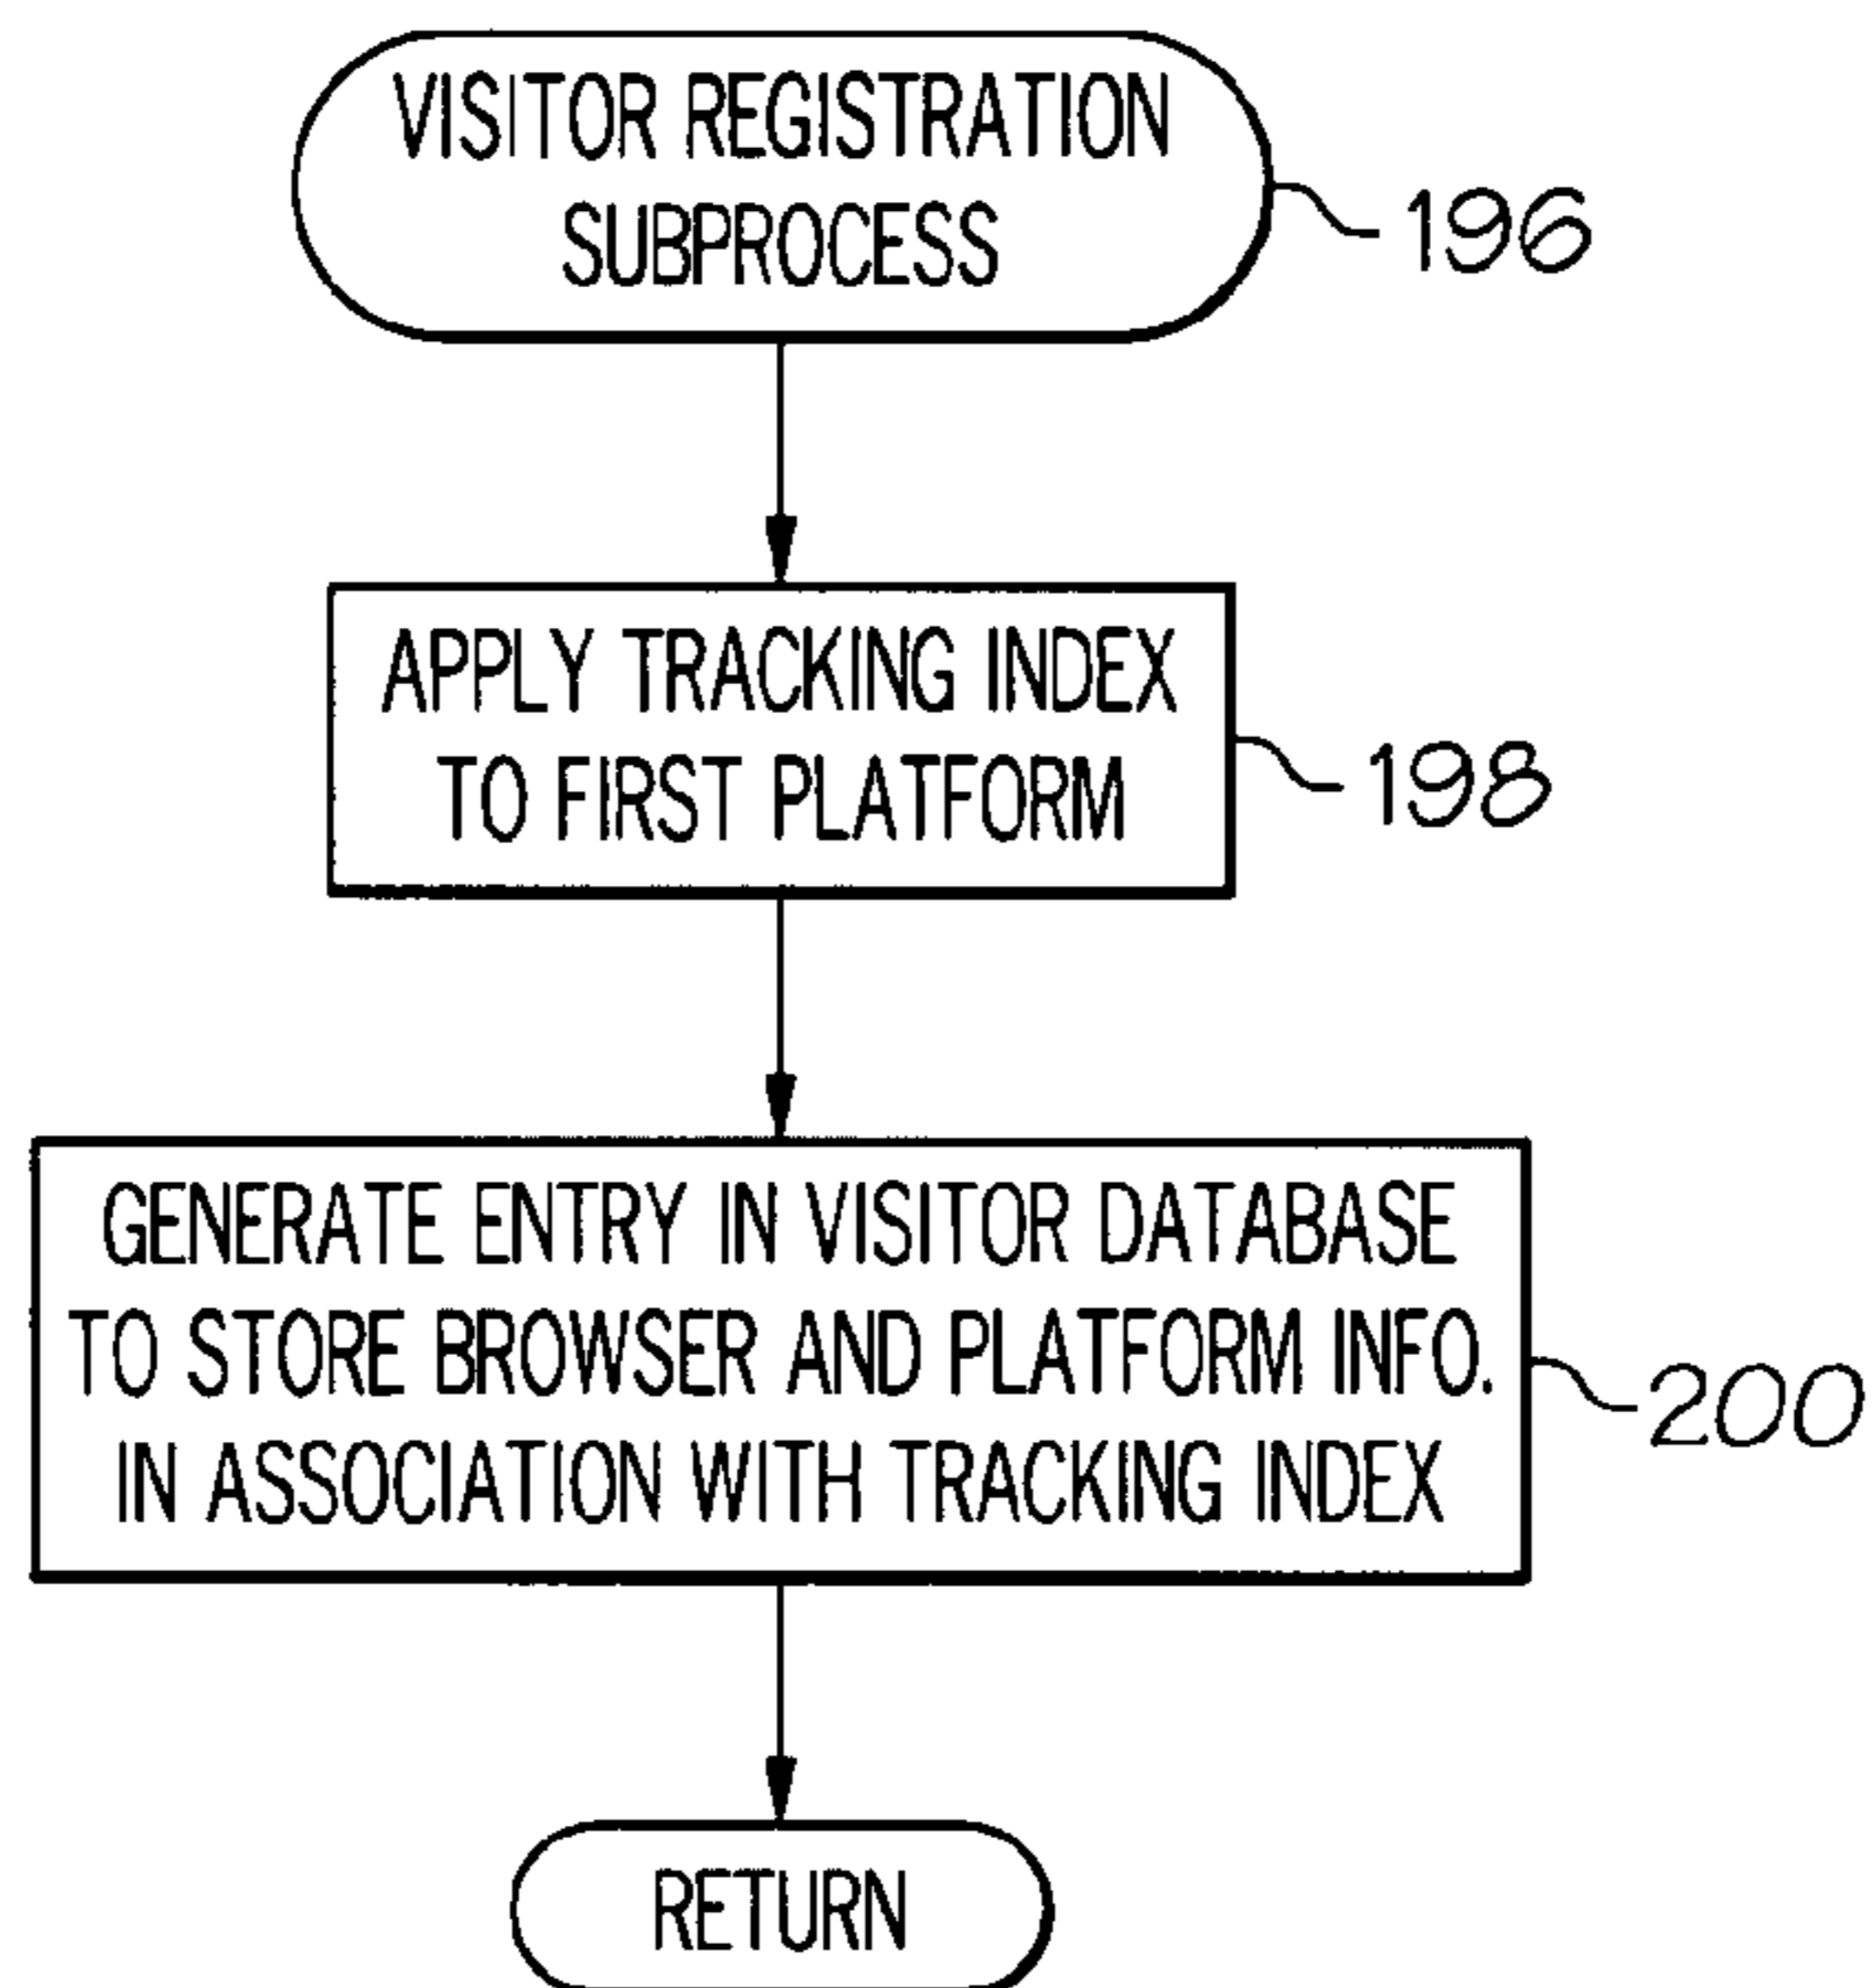 VISITOR REGISTRATION
SUBPROCESS
196
APPLY TRACKING INDEX
TO FIRST PLATFORM
198
GENERATE ENTRY IN VISITOR DATABASE
TO STORE BROWSER AND PLATFORM INFO.
IN ASSOCIATION WITH TRACKING INDEX
200
RETURN